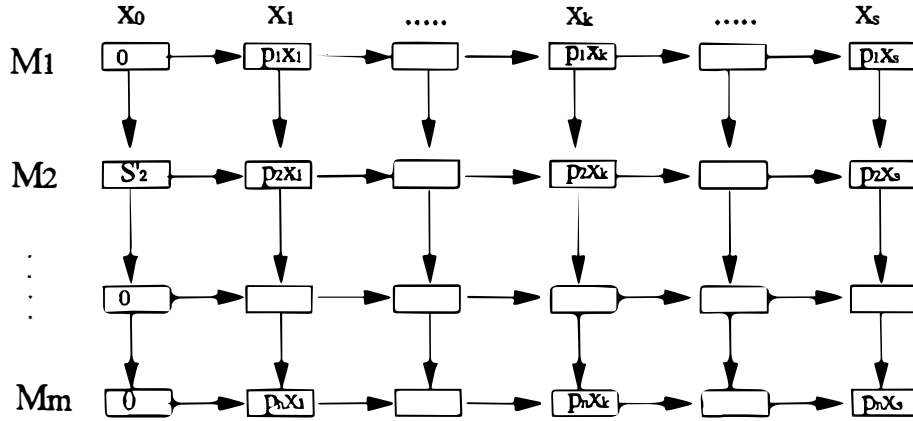 x₀ x₁ ..... xₖ ..... xₛ
M1 0 p₁x₁ p₁xₖ p₁xₛ
M2 S'₂ p₂x₁ p₂xₖ p₂xₛ
0
Mm 0 pₙx₁ pₙxₖ pₙxₛ